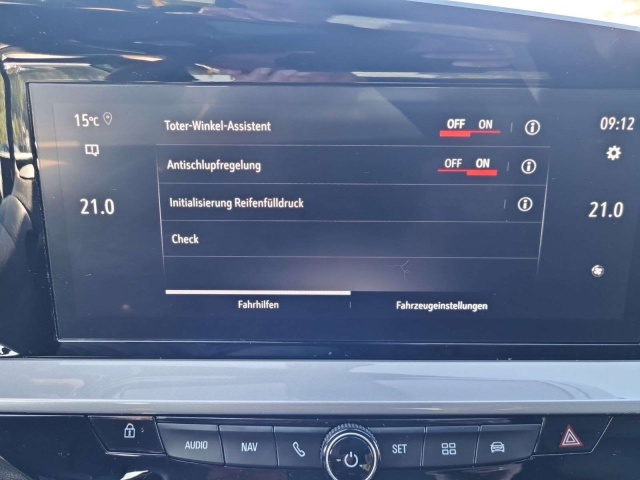 15°C
Toter-Winkel-Assistent OFF ON
09:12
Antischlupfregelung OFF ON
21.0
Initialisierung Reifenfülldruck
21.0
Check
Fahrhilfen
Fahrzeugeinstellungen
AUDIO NAV SET